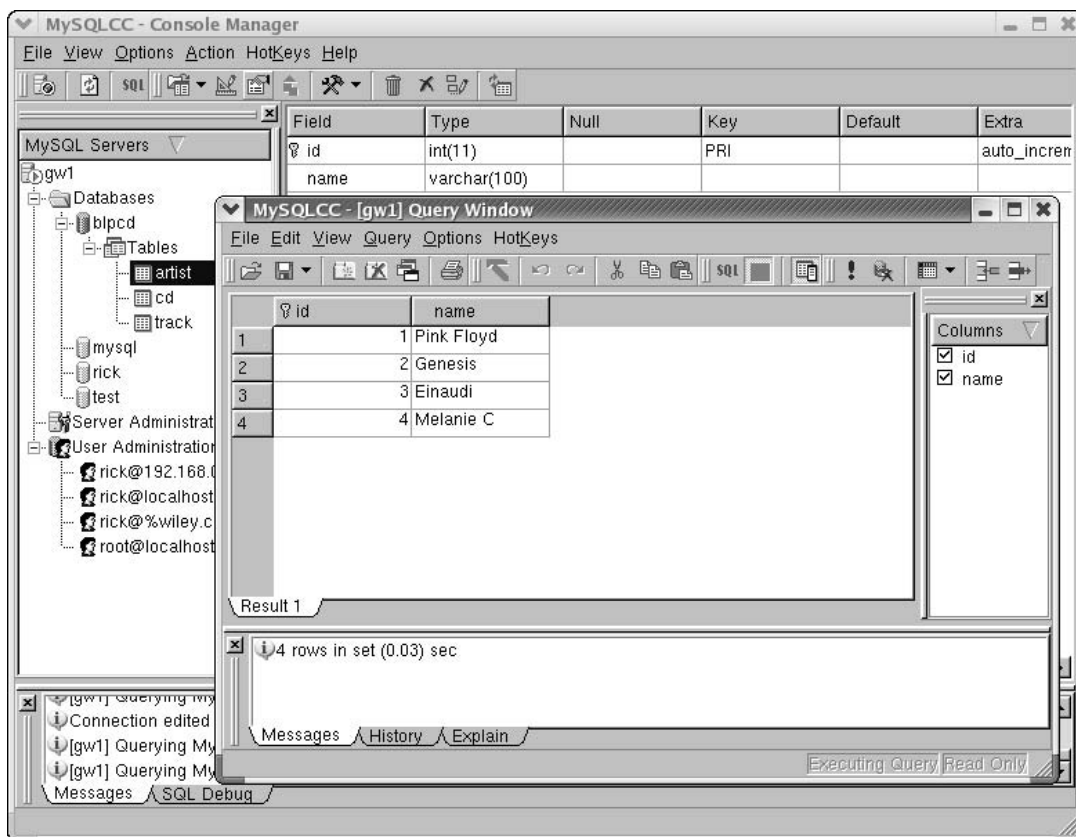 MySQLCC - Console Manager
File View Options Action HotKeys Help
SQL
MySQL Servers
gw1
Databases
blpcd
Tables
artist
cd
track
mysql
rick
test
Server Administrat
User Administration
rick@192.168.
rick@localhost
rick@%wiley.c
root@localhost
Field Type Null Key Default Extra
id int(11) PRI auto_increm
name varchar(100)
MySQLCC - [gw1] Query Window
File Edit View Query Options HotKeys
SQL
id name
1 1 Pink Floyd
2 2 Genesis
3 3 Einaudi
4 4 Melanie C
Columns
id
name
Result 1
4 rows in set (0.03) sec
Messages History Explain
Executing Query Read Only
[gw1] Querying My
Connection edited
[gw1] Querying My
[gw1] Querying My
Messages SQL Debug